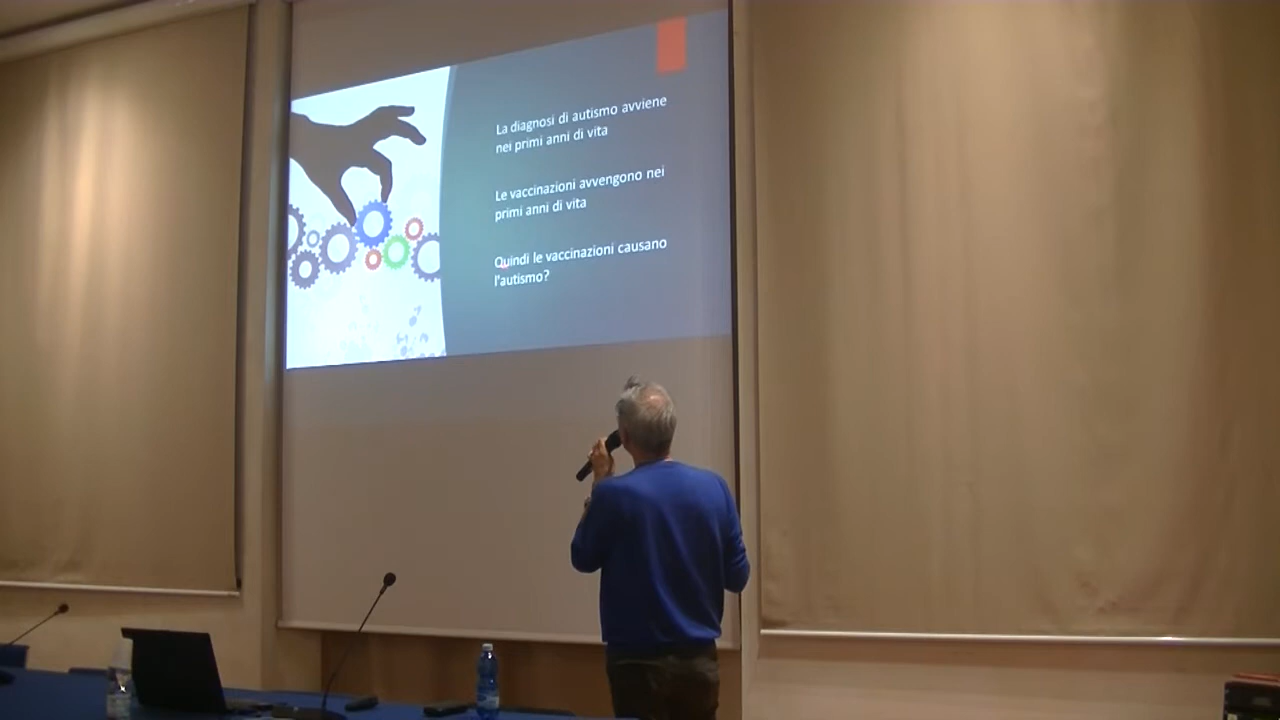 La diagnosi di autismo avviene
nei primi anni di vita
Le vaccinazioni avvengono nei
primi anni di vita
Quindi le vaccinazioni causano
l'autismo?